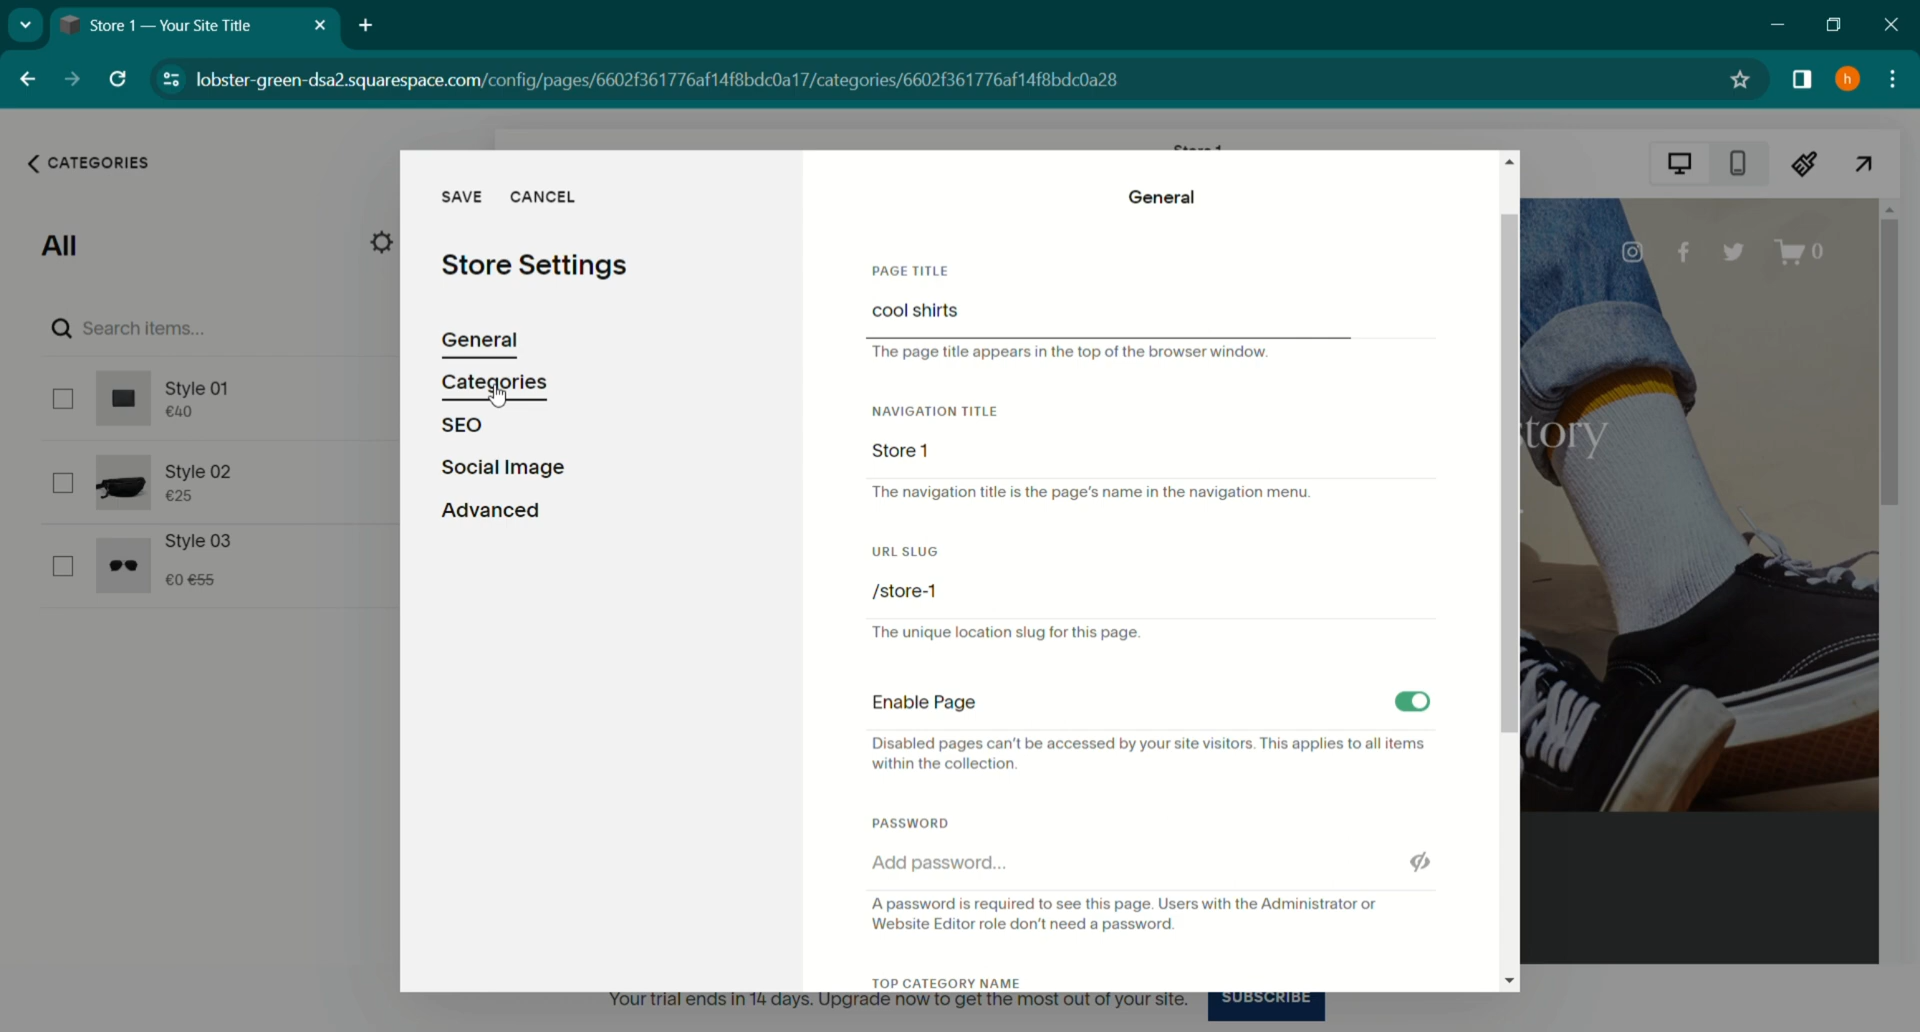 Store 1 — Your Site Title
lobster-green-dsa2.squarespace.com/config/pages/6602f361776af14f8bdc0a17/categories/6602f361776af14f8bdc0a28
h
CATEGORIES
All
Search items...
Style 01
€40
Style 02
€25
Style 03
€0 €55
SAVE CANCEL
Store Settings
General
Categories
SEO
Social Image
Advanced
General
PAGE TITLE
cool shirts
The page title appears in the top of the browser window.
NAVIGATION TITLE
Store 1
The navigation title is the page's name in the navigation menu.
URL SLUG
/store-1
The unique location slug for this page.
Enable Page
Disabled pages can't be accessed by your site visitors. This applies to all items
within the collection.
PASSWORD
Add password...
A password is required to see this page. Users with the Administrator or
Website Editor role don't need a password.
TOP CATEGORY NAME
Store 1
0
tory
Your trial ends in 14 days. Upgrade now to get the most out of your site.
SUBSCRIBE